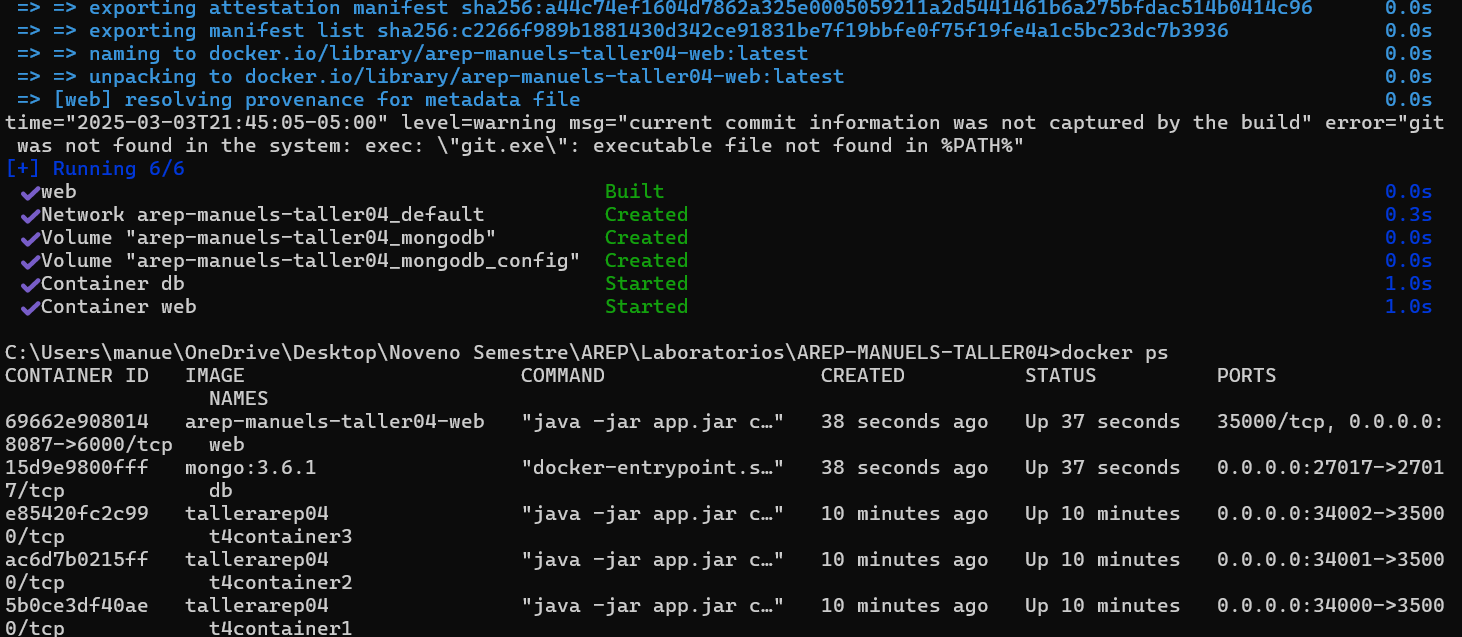 => => exporting attestation manifest sha256:a44c74ef1604d7862a325e0005059211a2d5441461b6a275bfdac514b0414c96 0.0s
=> => exporting manifest list sha256:c2266f989b1881430d342ce91831be7f19bbfe0f75f19fe4a1c5bc23dc7b3936 0.0s
=> => naming to docker.io/library/arep-manuels-taller04-web:latest 0.0s
=> => unpacking to docker.io/library/arep-manuels-taller04-web:latest 0.0s
=> [web] resolving provenance for metadata file 0.0s
time="2025-03-03T21:45:05-05:00" level=warning msg="current commit information was not captured by the build" error="git
was not found in the system: exec: \"git.exe\": executable file not found in %PATH%"
[+] Running 6/6
✔web Built 0.0s
✔Network arep-manuels-taller04_default Created 0.3s
✔Volume "arep-manuels-taller04_mongodb" Created 0.0s
✔Volume "arep-manuels-taller04_mongodb_config" Created 0.0s
✔Container db Started 1.0s
✔Container web Started 1.0s
C:\Users\manue\OneDrive\Desktop\Noveno Semestre\AREP\Laboratorios\AREP-MANUELS-TALLER04>docker ps
CONTAINER ID IMAGE COMMAND CREATED STATUS PORTS
NAMES
69662e908014 arep-manuels-taller04-web "java -jar app.jar c…" 38 seconds ago Up 37 seconds 35000/tcp, 0.0.0.0:
8087->6000/tcp web
15d9e9800fff mongo:3.6.1 "docker-entrypoint.s…" 38 seconds ago Up 37 seconds 0.0.0.0:27017->2701
7/tcp db
e85420fc2c99 tallerarep04 "java -jar app.jar c…" 10 minutes ago Up 10 minutes 0.0.0.0:34002->3500
0/tcp t4container3
ac6d7b0215ff tallerarep04 "java -jar app.jar c…" 10 minutes ago Up 10 minutes 0.0.0.0:34001->3500
0/tcp t4container2
5b0ce3df40ae tallerarep04 "java -jar app.jar c…" 10 minutes ago Up 10 minutes 0.0.0.0:34000->3500
0/tcp t4container1